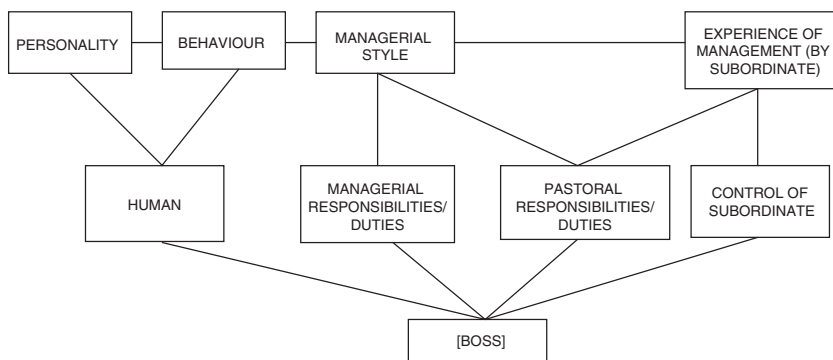 PERSONALITY
BEHAVIOUR
MANAGERIAL
STYLE
EXPERIENCE OF
MANAGEMENT (BY
SUBORDINATE)
HUMAN
MANAGERIAL
RESPONSIBILITIES/
DUTIES
PASTORAL
RESPONSIBILITIES/
DUTIES
CONTROL OF
SUBORDINATE
[BOSS]